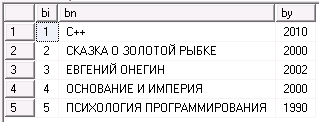 bi bn by
1 1 C++ 2010
2 2 СКАЗКА О ЗОЛОТОЙ РЫБКЕ 2000
3 3 ЕВГЕНИЙ ОНЕГИН 2002
4 4 ОСНОВАНИЕ И ИМПЕРИЯ 2000
5 5 ПСИХОЛОГИЯ ПРОГРАММИРОВАНИЯ 1990